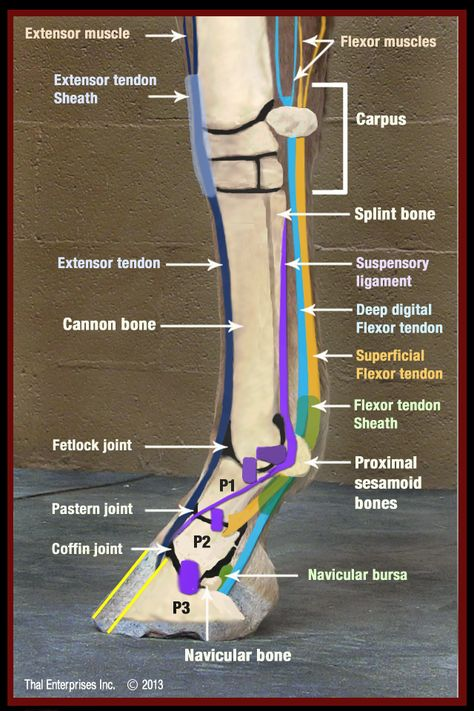 Extensor muscle
Flexor muscles
Extensor tendon
Sheath
Carpus
Splint bone
Extensor tendon
Suspensory
ligament
Cannon bone
Deep digital
Flexor tendon
Superficial
Flexor tendon
Flexor tendon
Sheath
Fetlock joint
Proximal
sesamoid
bones
P1
Pastern joint
P2
Coffin joint
Navicular bursa
P3
Navicular bone
Thal Enterprises Inc. © 2013